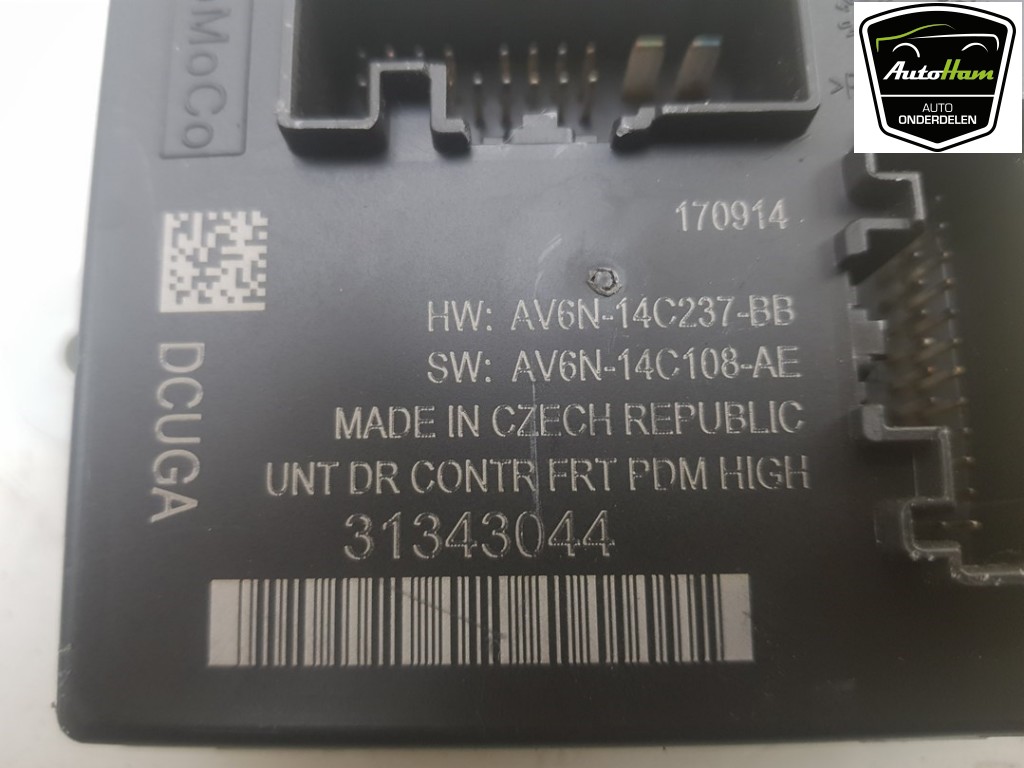 MoCo
AutoHam
AUTO
ONDERDELEN
170914
HW: AV6N-14C237-BB
SW: AV6N-14C108-AE
MADE IN CZECH REPUBLIC
UNT DR CONTR FRT PDM HIGH
31343044
DCUGA